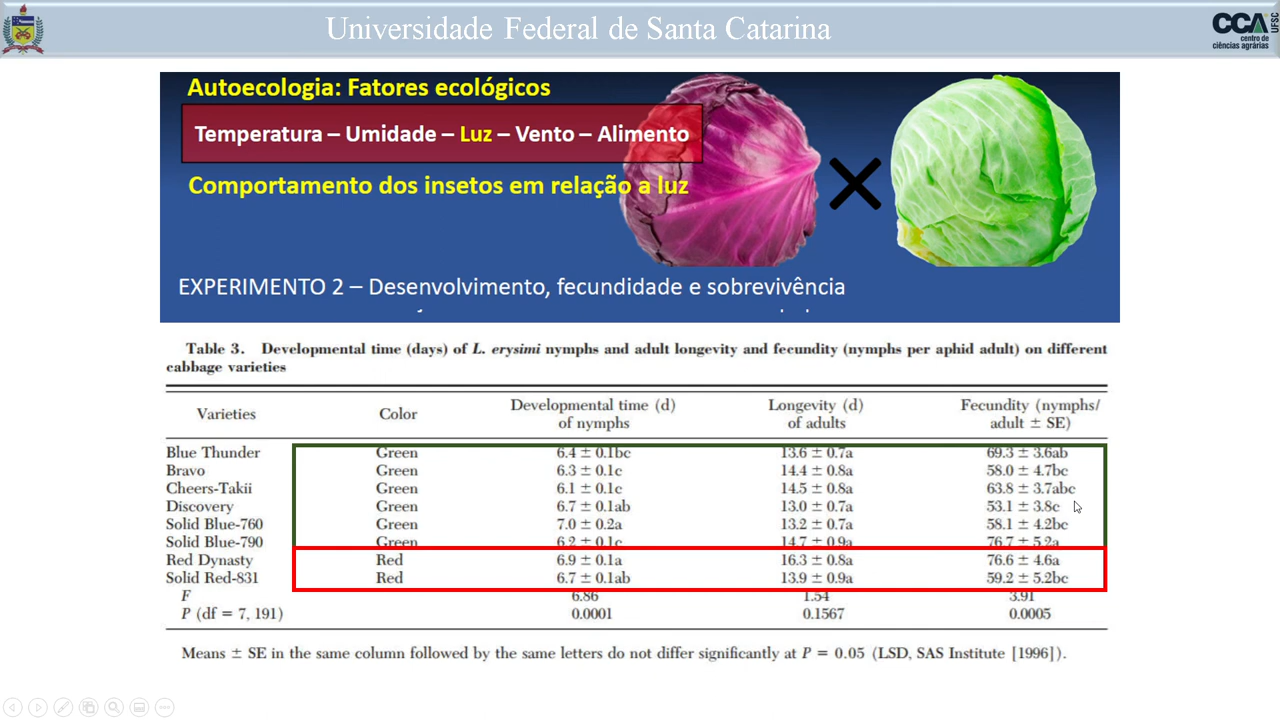 Universidade Federal de Santa Catarina
CCA UFSC
centro de
ciências agrárias
Autoecologia: Fatores ecológicos
Temperatura – Umidade – Luz – Vento – Alimento
Comportamento dos insetos em relação a luz
EXPERIMENTO 2 – Desenvolvimento, fecundidade e sobrevivência
Table 3. Developmental time (days) of L. erysimi nymphs and adult longevity and fecundity (nymphs per aphid adult) on different
cabbage varieties
Varieties Color Developmental time (d) of nymphs Longevity (d) of adults Fecundity (nymphs/ adult ± SE)
Blue Thunder Green 6.4 ± 0.1bc 13.6 ± 0.7a 69.3 ± 3.6ab
Bravo Green 6.3 ± 0.1c 14.4 ± 0.8a 58.0 ± 4.7bc
Cheers-Takii Green 6.1 ± 0.1c 14.5 ± 0.8a 63.8 ± 3.7abc
Discovery Green 6.7 ± 0.1ab 13.0 ± 0.7a 53.1 ± 3.8c
Solid Blue-760 Green 7.0 ± 0.2a 13.2 ± 0.7a 58.1 ± 4.2bc
Solid Blue-790 Green 6.2 ± 0.1c 14.7 ± 0.9a 76.7 ± 5.2a
Red Dynasty Red 6.9 ± 0.1a 16.3 ± 0.8a 76.6 ± 4.6a
Solid Red-831 Red 6.7 ± 0.1ab 13.9 ± 0.9a 59.2 ± 5.2bc
F 6.86 1.54 3.91
P (df = 7, 191) 0.0001 0.1567 0.0005
Means ± SE in the same column followed by the same letters do not differ significantly at P = 0.05 (LSD, SAS Institute [1996]).